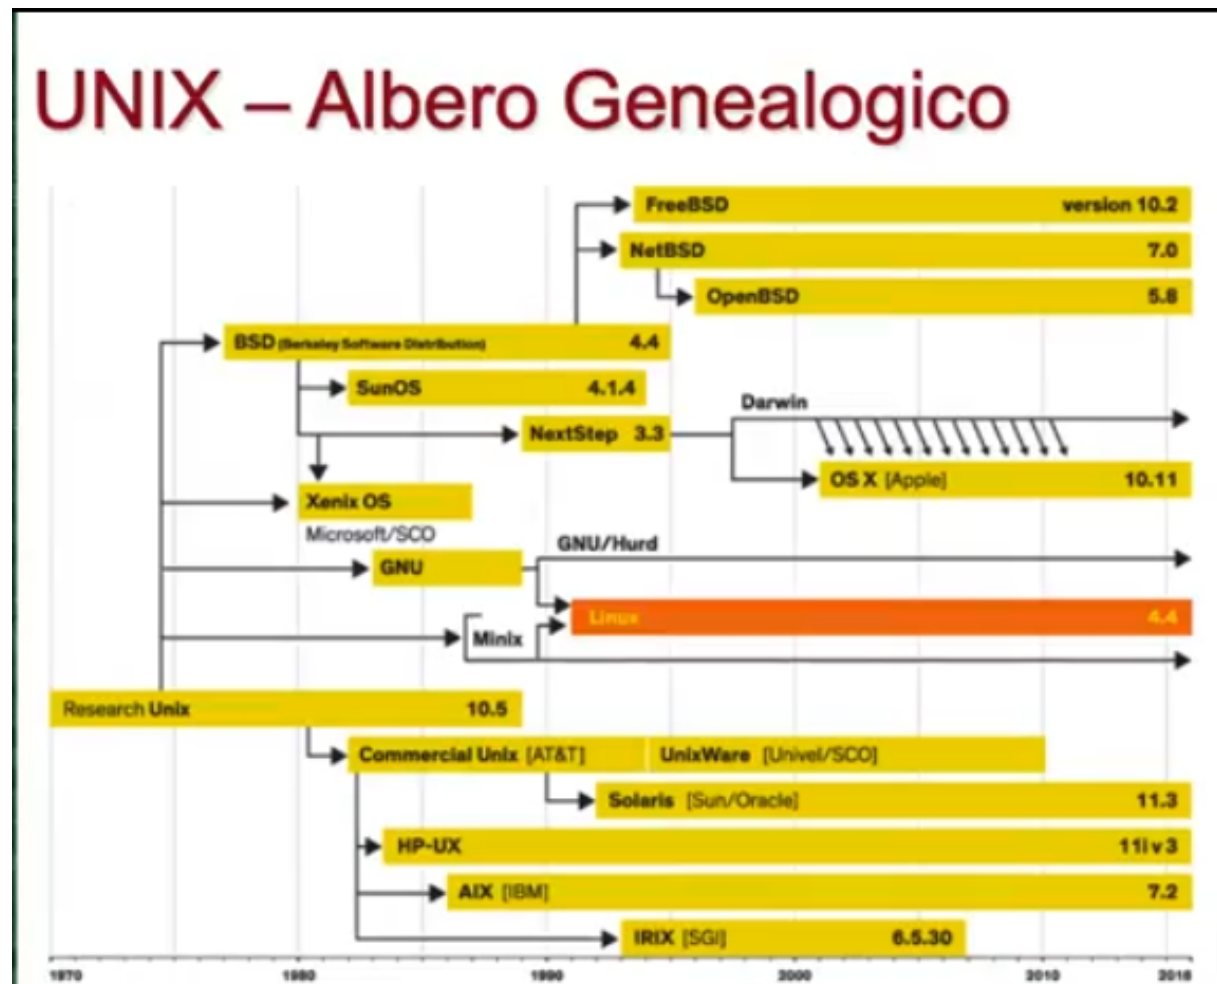 UNIX – Albero Genealogico
FreeBSD version 10.2
NetBSD 7.0
OpenBSD 5.8
BSD (Berkeley Software Distribution) 4.4
SunOS 4.1.4
Darwin
NextStep 3.3
OS X [Apple] 10.11
Xenix OS
Microsoft/SCO
GNU/Hurd
GNU
Linux 4.4
Minix
Research Unix 10.5
Commercial Unix [AT&T] UnixWare [Univel/SCO]
Solaris [Sun/Oracle] 11.3
HP-UX 11i v 3
AIX [IBM] 7.2
IRIX [SGI] 6.5.30
1970 1980 1990 2000 2010 2016